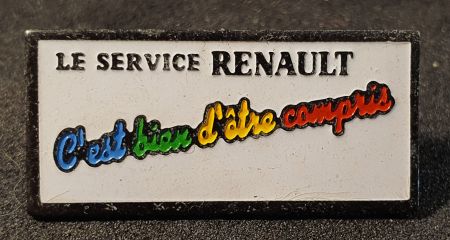 LE SERVICE RENAULT
C'est bien d'être compris